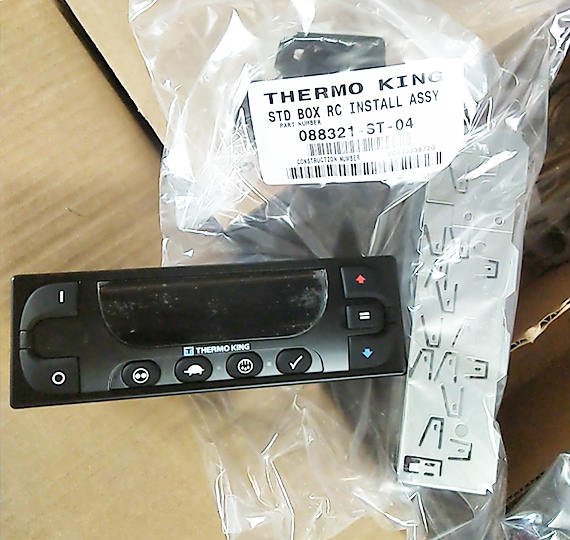 THERMO KING
STD BOX RC INSTALL ASSY
PART NUMBER
088321-ST-04
CONSTRUCTION NUMBER
THERMO KING